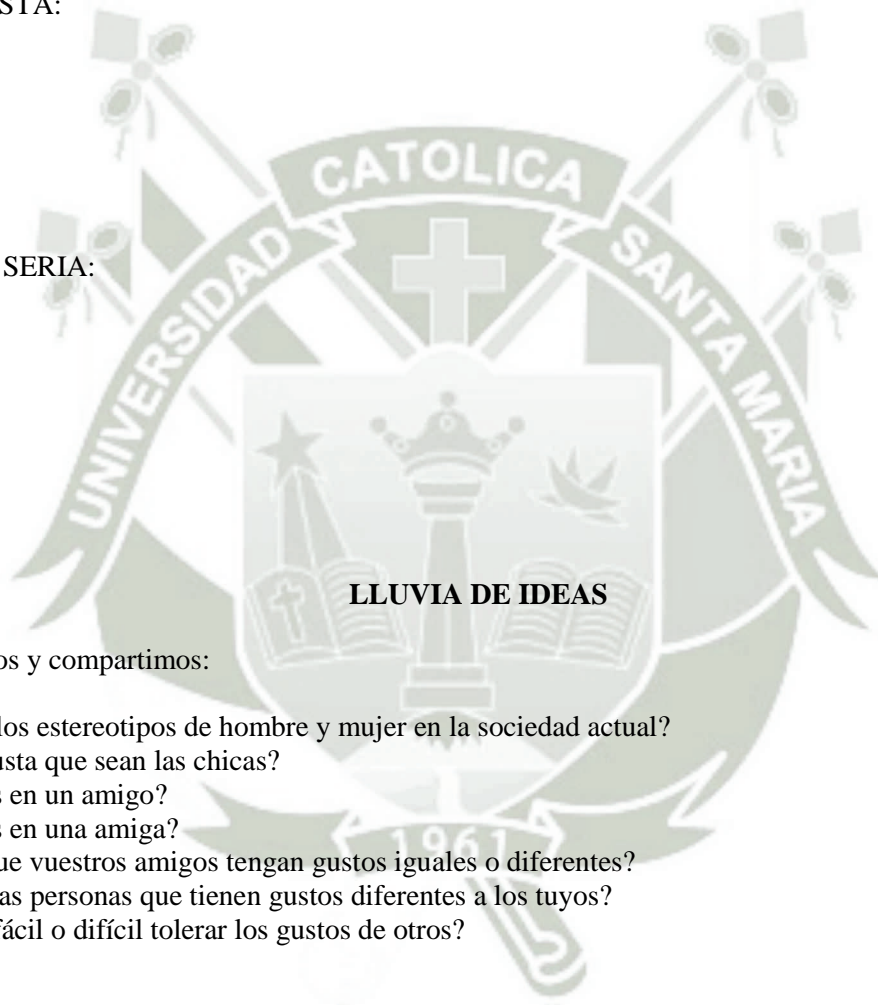 STA:
SERIA:
LLUVIA DE IDEAS
os y compartimos:
los estereotipos de hombre y mujer en la sociedad actual?
usta que sean las chicas?
s en un amigo?
s en una amiga?
que vuestros amigos tengan gustos iguales o diferentes?
as personas que tienen gustos diferentes a los tuyos?
fácil o difícil tolerar los gustos de otros?
UNIVERSIDAD CATOLICA SANTA MARIA
1961